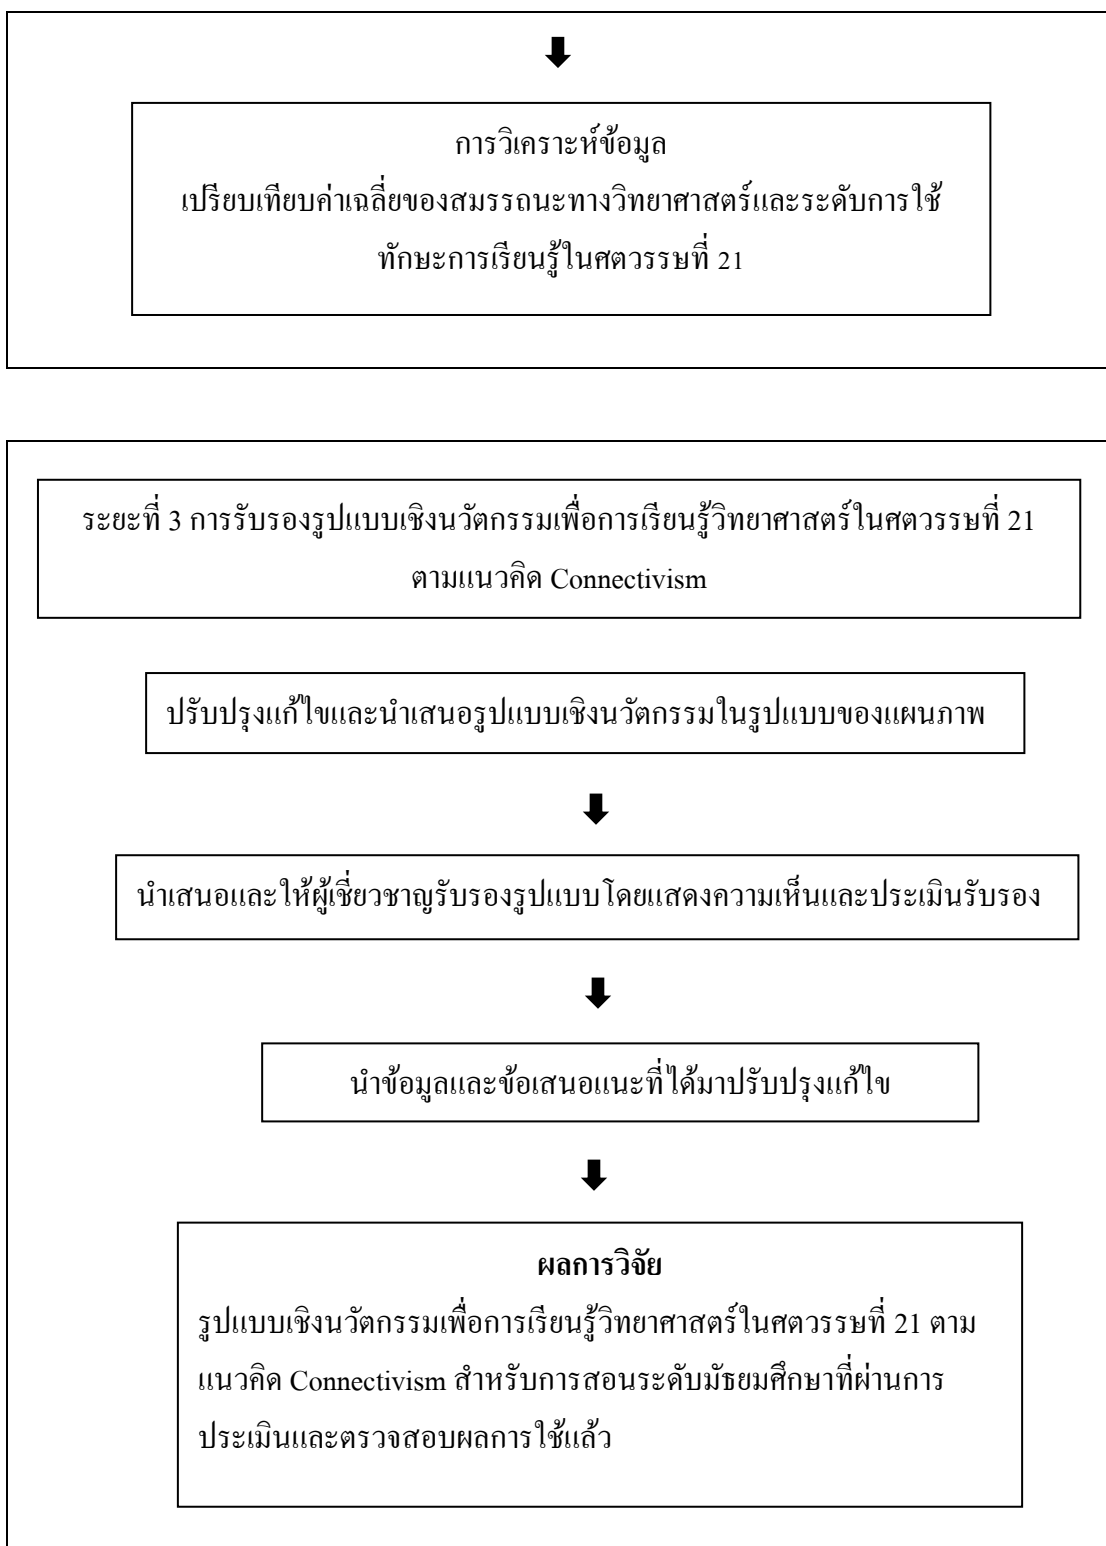 การวิเคราะห์ข้อมูล
เปรียบเทียบค่าเฉลี่ยของสมรรถนะทางวิทยาศาสตร์และระดับการใช้
ทักษะการเรียนรู้ในศตวรรษที่ 21
ระยะที่ 3 การรับรองรูปแบบเชิงนวัตกรรมเพื่อการเรียนรู้วิทยาศาสตร์ในศตวรรษที่ 21
ตามแนวคิด Connectivism
ปรับปรุงแก้ไขและนำเสนอรูปแบบเชิงนวัตกรรมในรูปแบบของแผนภาพ
นำเสนอและให้ผู้เชี่ยวชาญรับรองรูปแบบโดยแสดงความเห็นและประเมินรับรอง
นำข้อมูลและข้อเสนอแนะที่ได้มาปรับปรุงแก้ไข
ผลการวิจัย
รูปแบบเชิงนวัตกรรมเพื่อการเรียนรู้วิทยาศาสตร์ในศตวรรษที่ 21 ตาม
แนวคิด Connectivism สำหรับการสอนระดับมัธยมศึกษาที่ผ่านการ
ประเมินและตรวจสอบผลการใช้แล้ว